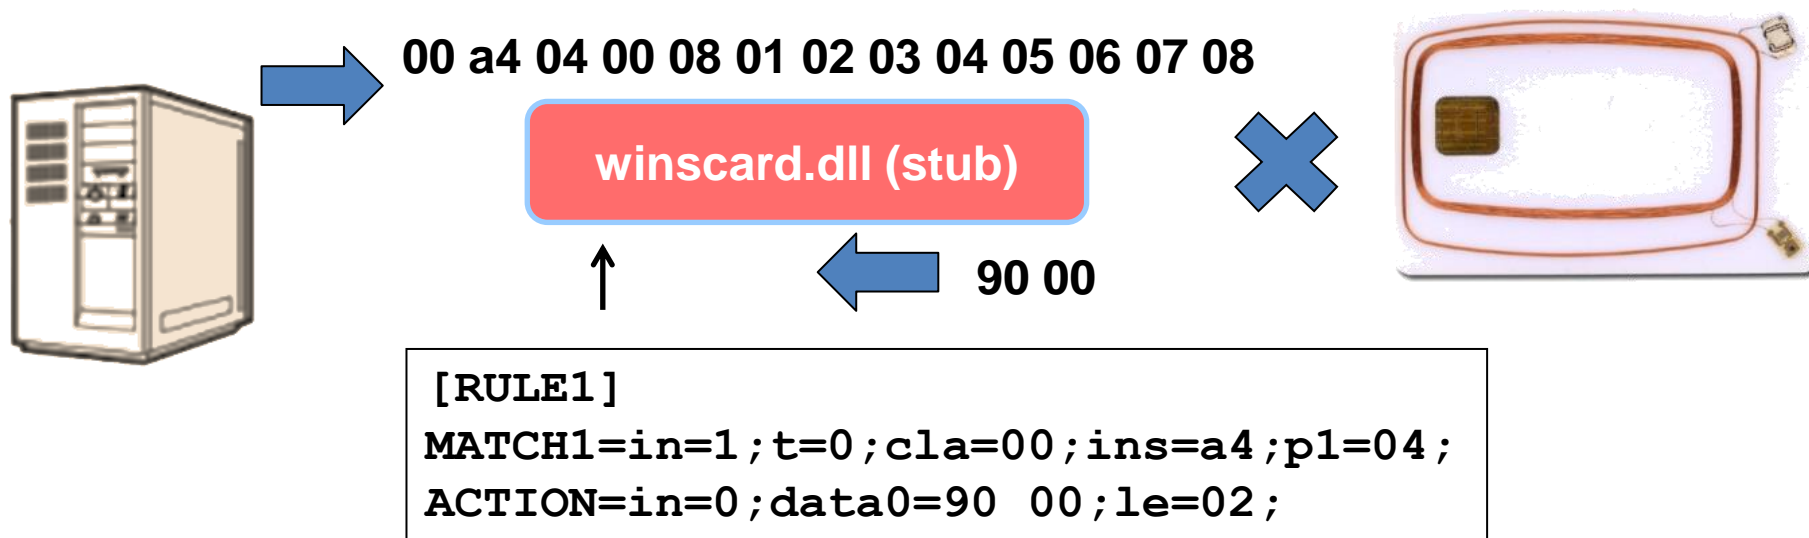 00 a4 04 00 08 01 02 03 04 05 06 07 08
winscard.dll (stub)
90 00
[RULE1]
MATCH1=in=1;t=0;cla=00;ins=a4;p1=04;
ACTION=in=0;data0=90 00;le=02;